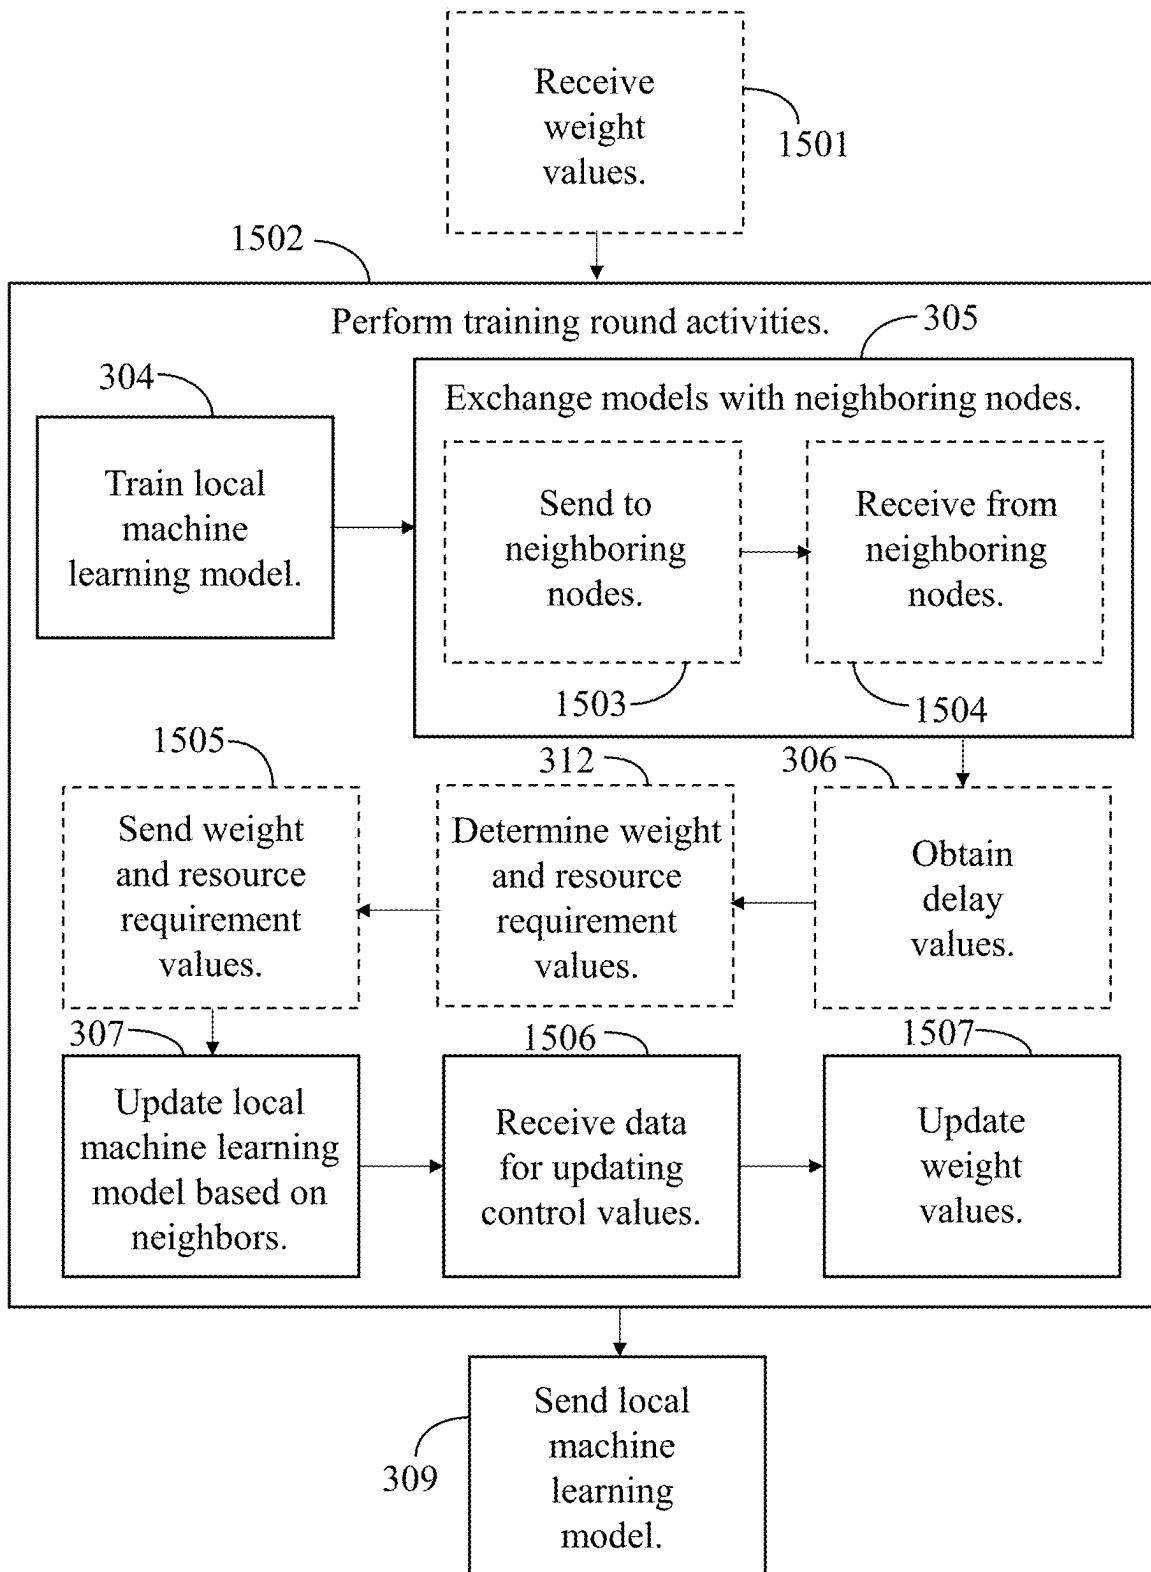 Receive
weight
values.
1501
1502
Perform training round activities.
305
304
Exchange models with neighboring nodes.
Train local
machine
learning model.
Send to
neighboring
nodes.
Receive from
neighboring
nodes.
1503
1504
1505
312
306
Send weight
and resource
requirement
values.
Determine weight
and resource
requirement
values.
Obtain
delay
values.
307
1506
1507
Update local
machine learning
model based on
neighbors.
Receive data
for updating
control values.
Update
weight
values.
Send local
machine
learning
model.
309